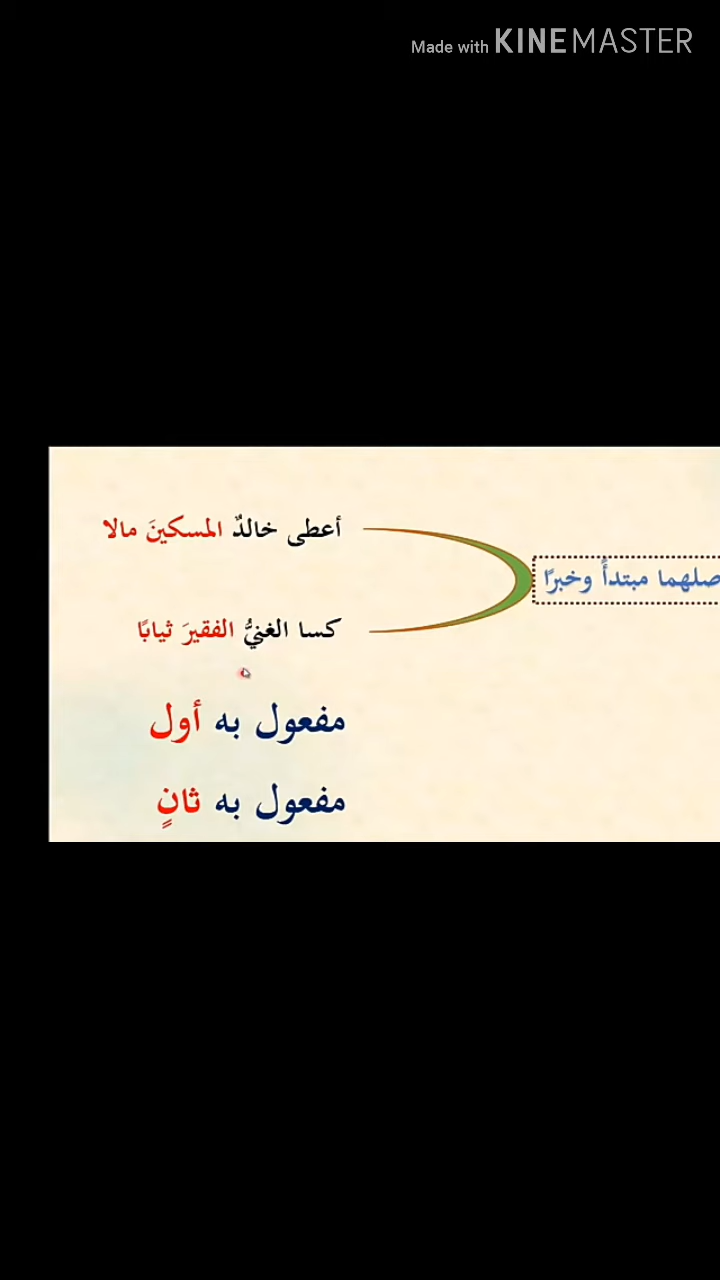 Made with KINEMASTER
أعطى خالدٌ المسكينَ مالا
صلهما مبتدأً وخبرًا
كسا الغنيُّ الفقيرَ ثيابًا
مفعول به أول
مفعول به ثانٍ